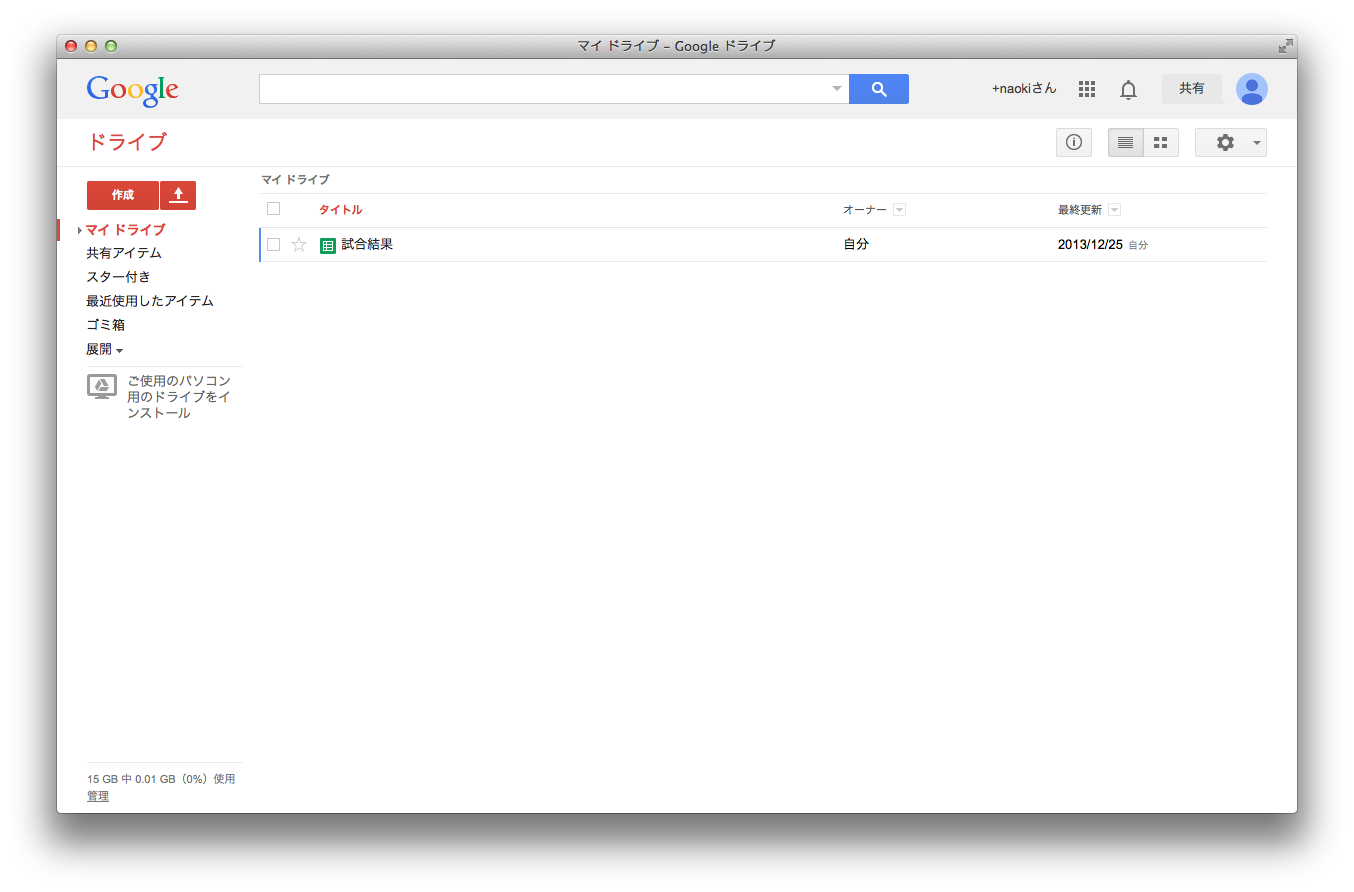 マイ ドライブ – Google ドライブ
Google
+naokiさん
共有
ドライブ
作成
マイ ドライブ
共有アイテム
スター付き
最近使用したアイテム
ゴミ箱
展開
ご使用のパソコン
用のドライブをイ
ンストール
15 GB 中 0.01 GB（0%）使用
管理
マイ ドライブ
タイトル オーナー 最終更新
試合結果 自分 2013/12/25 自分